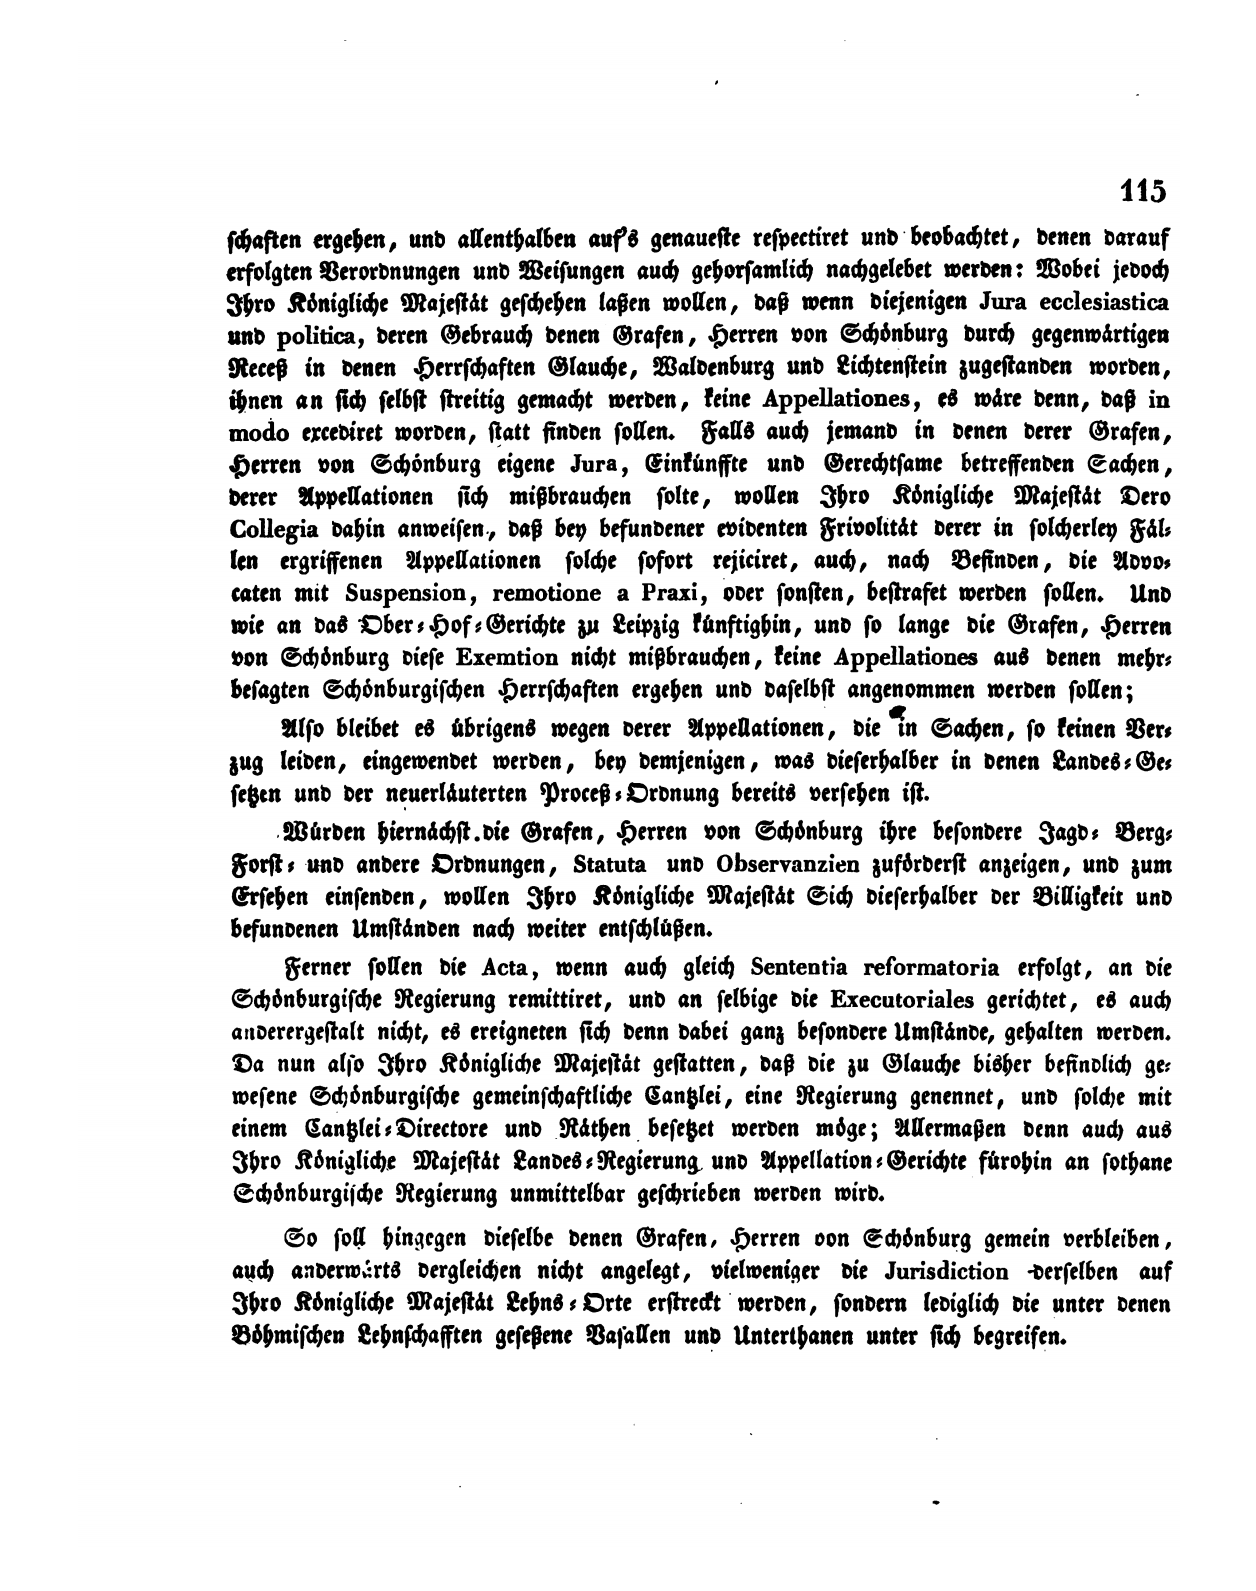 115
ſchaften ergehen, und allenthalben auf's genaueſte reſpectiret und beobachtet, denen darauf
erfolgten Verordnungen und Weiſungen auch gehorſamlich nachgelebet werden: Wobei jedoch
Ihro Königliche Majeſtät geſchehen laßen wollen, daß wenn diejenigen Jura ecclesiastica
und politica, deren Gebrauch denen Grafen, Herren von Schönburg durch gegenwärtigen
Receß in denen Herrſchaften Glauche, Waldenburg und Lichtenſtein zugeſtanden worden,
ihnen an ſich ſelbſt ſtreitig gemacht werden, keine Appellationes, es wäre denn, daß in
modo excediret worden, ſtatt finden ſollen. Falls auch jemand in denen derer Grafen,
Herren von Schönburg eigene Jura, Einkünffte und Gerechtſame betreffenden Sachen,
derer Appellationen ſich mißbrauchen ſolte, wollen Ihro Königliche Majeſtät Dero
Collegia dahin anweiſen, daß bey befundener evidenten Frivolität derer in ſolcherley Fäl⸗
len ergriffenen Appellationen ſolche ſofort rejiciret, auch, nach Befinden, die Advo⸗
caten mit Suspension, remotione a Praxi, oder ſonſten, beſtrafet werden ſollen. Und
wie an das Ober⸗Hof⸗Gerichte zu Leipzig künftighin, und ſo lange die Grafen, Herren
von Schönburg dieſe Exemtion nicht mißbrauchen, keine Appellationes aus denen mehr⸗
beſagten Schönburgiſchen Herrſchaften ergehen und daſelbſt angenommen werden ſollen;
Alſo bleibet es übrigens wegen derer Appellationen, die in Sachen, ſo keinen Ver⸗
zug leiden, eingewendet werden, bey demjenigen, was dieſerhalber in denen Landes⸗Ge⸗
ſetzen und der neuerläuterten Proceß⸗Ordnung bereits verſehen iſt.
Würden hiernächſt die Grafen, Herren von Schönburg ihre beſondere Jagd⸗ Berg⸗
Forſt⸗ und andere Ordnungen, Statuta und Observanzien zuförderſt anzeigen, und zum
Erſehen einſenden, wollen Ihro Königliche Majeſtät Sich dieſerhalber der Billigkeit und
befundenen Umſtänden nach weiter entſchlüßen.
Ferner ſollen die Acta, wenn auch gleich Sententia reformatoria erfolgt, an die
Schönburgiſche Regierung remittiret, und an ſelbige die Executoriales gerichtet, es auch
anderergeſtalt nicht, es ereigneten ſich denn dabei ganz beſondere Umſtände, gehalten werden.
Da nun alſo Ihro Königliche Majeſtät geſtatten, daß die zu Glauche bisher befindlich ge⸗
weſene Schönburgiſche gemeinſchaftliche Cantzlei, eine Regierung genennet, und ſolche mit
einem Cantzlei⸗Directore und Räthen beſetzet werden möge; Allermaßen denn auch aus
Ihro Königliche Majeſtät Landes⸗Regierung und Appellation⸗Gerichte fürohin an ſothane
Schönburgiſche Regierung unmittelbar geſchrieben werden wird.
So ſoll hingegen dieſelbe denen Grafen, Herren von Schönburg gemein verbleiben,
auch anderwärts dergleichen nicht angelegt, vielweniger die Jurisdiction derſelben auf
Ihro Königliche Majeſtät Lehns⸗Orte erſtreckt werden, ſondern lediglich die unter denen
Böhmiſchen Lehnſchafften geſeßene Vaſallen und Unterthanen unter ſich begreifen.